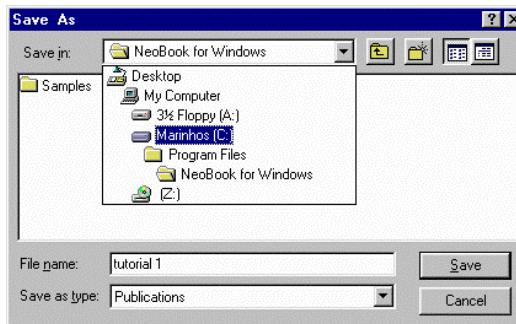 Save As
Save in: NeoBook for Windows
Samples
Desktop
My Computer
3½ Floppy (A:)
Marinhos (C:
Program Files
NeoBook for Windows
(Z:)
File name: tutorial 1 Save
Save as type: Publications Cancel